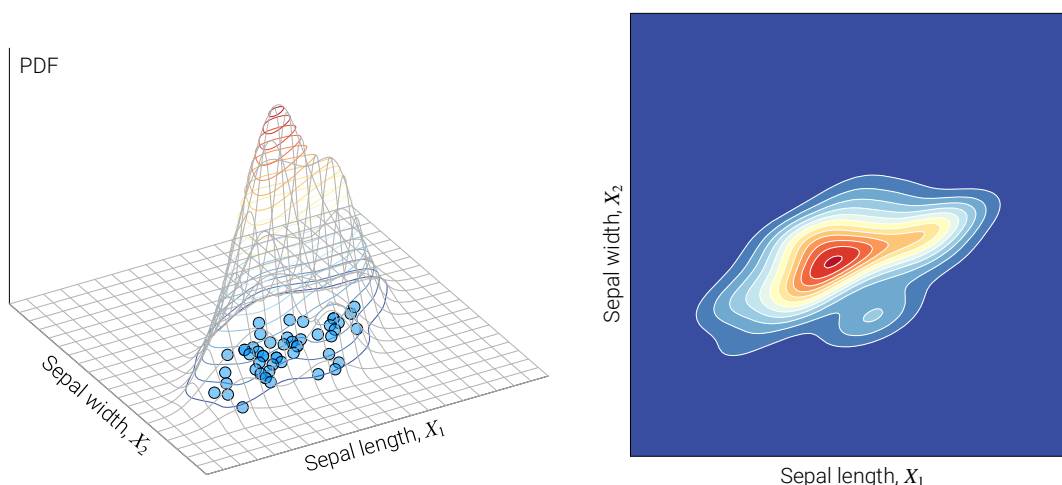 PDF
Sepal width, X₂
Sepal length, X₁
Sepal width, X₂
Sepal length, X₁